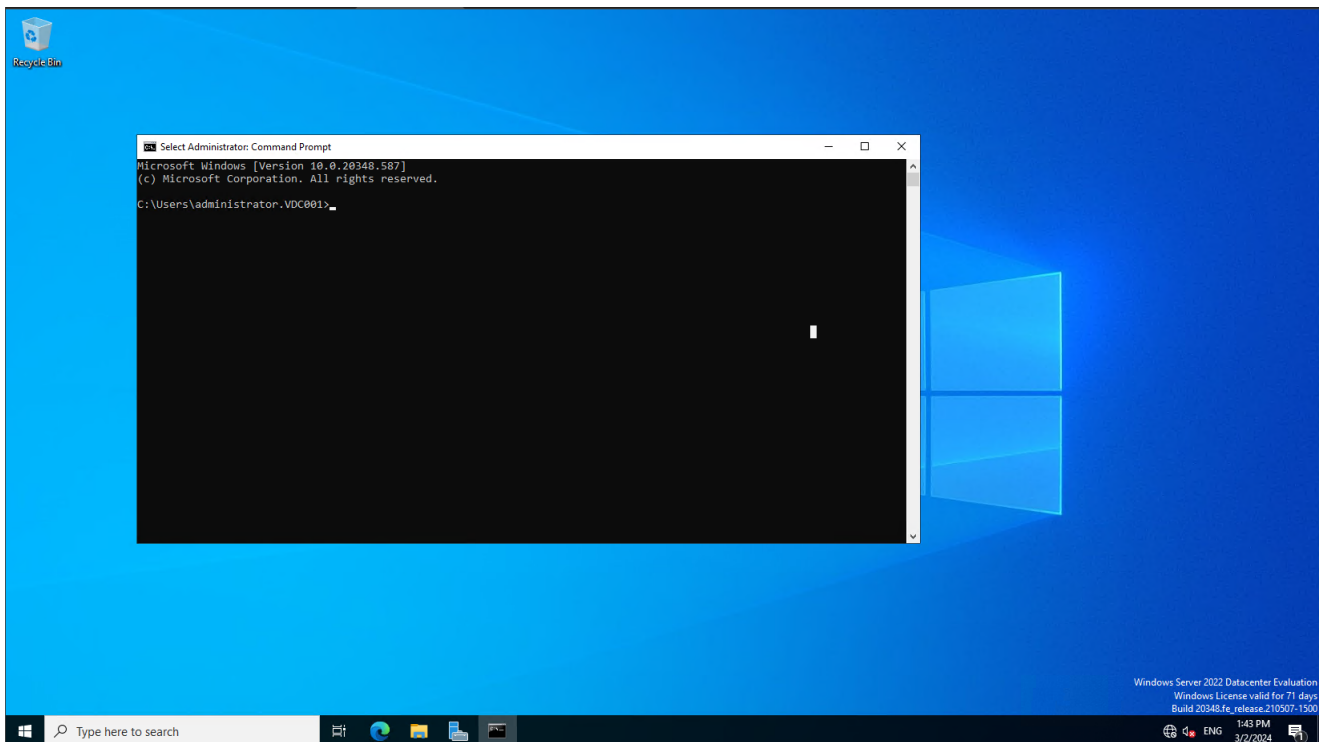 Recycle Bin
Select Administrator: Command Prompt
Microsoft Windows [Version 10.0.20348.587]
(c) Microsoft Corporation. All rights reserved.
C:\Users\administrator.VDC001>
Windows Server 2022 Datacenter Evaluation
Windows License valid for 71 days
Build 20348.fe_release.210507-1500
Type here to search
ENG
1:43 PM
3/2/2024
1